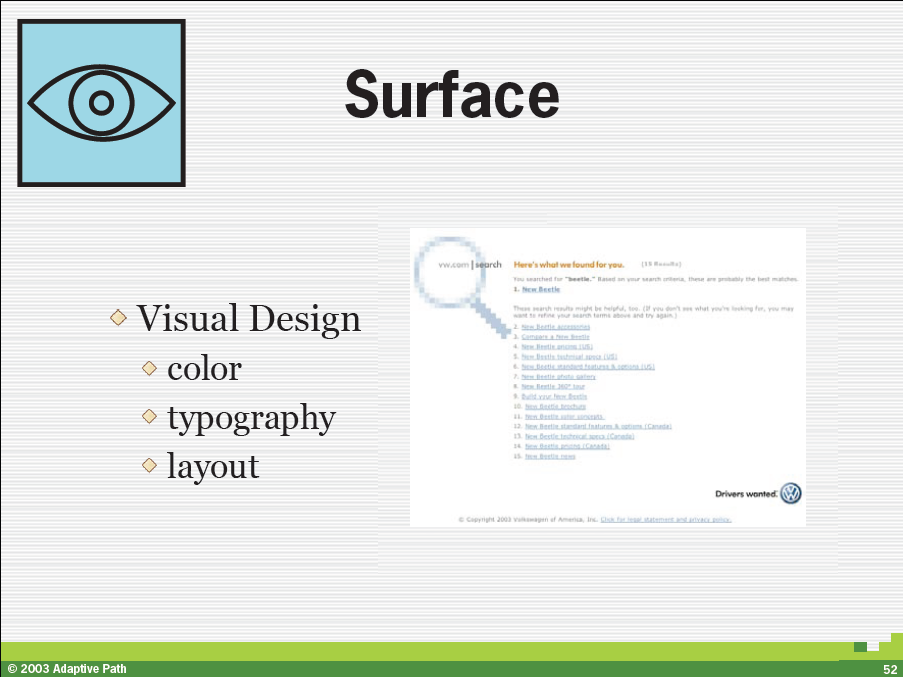 Surface
Visual Design
color
typography
layout
vw.com | search
Here's what we found for you. (19 Results)
You searched for "beetle." Based on your search criteria, these are probably the best matches.
1. New Beetle
These search results might be helpful, too. (If you don't see what you're looking for, you may
want to refine your search terms above and try again.)
2. New Beetle accessories
3. Compare a New Beetle
4. New Beetle pricing (US)
5. New Beetle technical specs (US)
6. New Beetle standard features & options (US)
7. New Beetle photo gallery
8. New Beetle 360° tour
9. Build your New Beetle
10. New Beetle brochure
11. New Beetle color concepts
12. New Beetle standard features & options (Canada)
13. New Beetle technical specs (Canada)
14. New Beetle pricing (Canada)
15. New Beetle news
Drivers wanted.
© Copyright 2003 Volkswagen of America, Inc. Click for legal statement and privacy policy.
© 2003 Adaptive Path
52